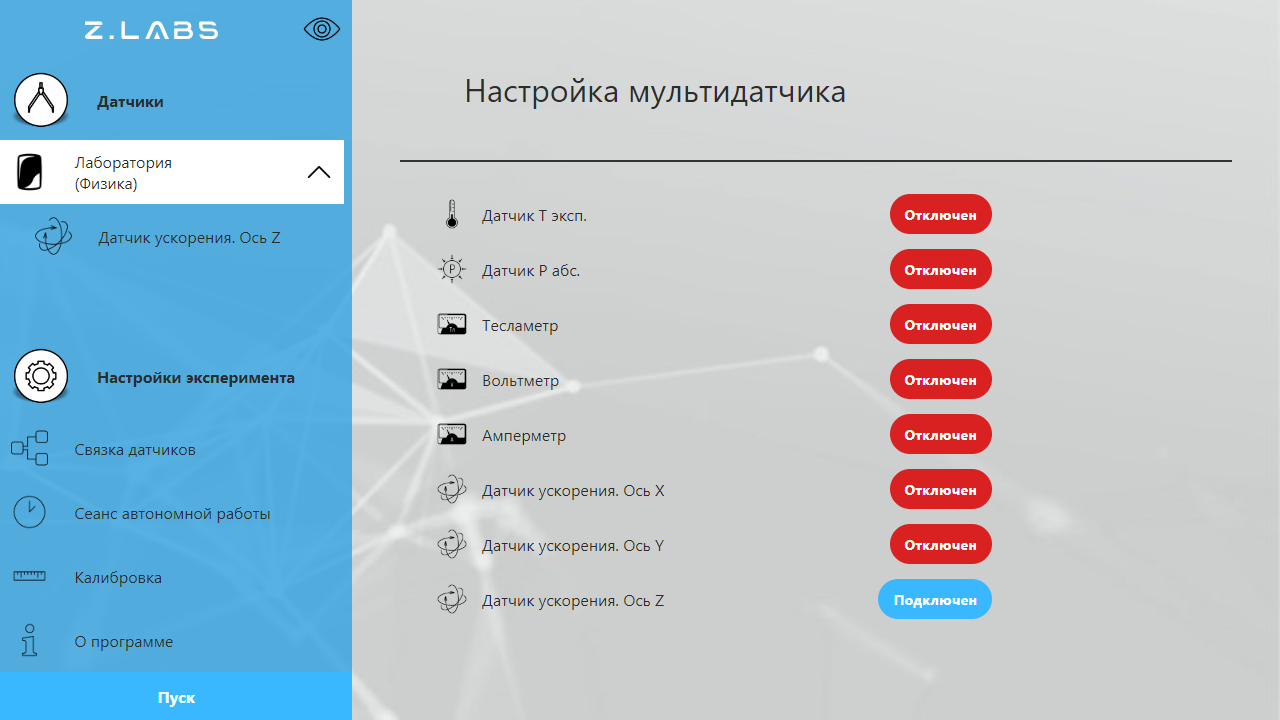 Z.LABS
Датчики
Лаборатория
(Физика)
Датчик ускорения. Ось Z
Настройки эксперимента
Связка датчиков
Сеанс автономной работы
Калибровка
О программе
Пуск
Настройка мультидатчика
Датчик Т эксп. Отключен
P Датчик Р абс. Отключен
Тесламетр Отключен
Вольтметр Отключен
Амперметр Отключен
Датчик ускорения. Ось X Отключен
Датчик ускорения. Ось Y Отключен
Датчик ускорения. Ось Z Подключен